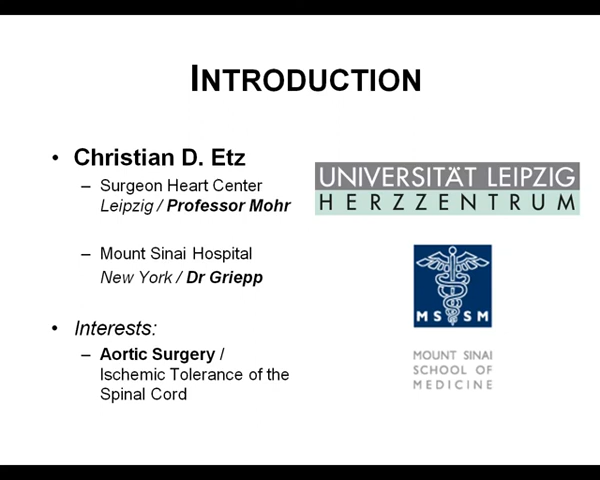 INTRODUCTION
• Christian D. Etz
– Surgeon Heart Center
Leipzig / Professor Mohr
– Mount Sinai Hospital
New York / Dr Griepp
• Interests:
– Aortic Surgery /
Ischemic Tolerance of the
Spinal Cord
UNIVERSITÄT LEIPZIG
HERZZENTRUM
MSSM
MOUNT SINAI
SCHOOL OF
MEDICINE